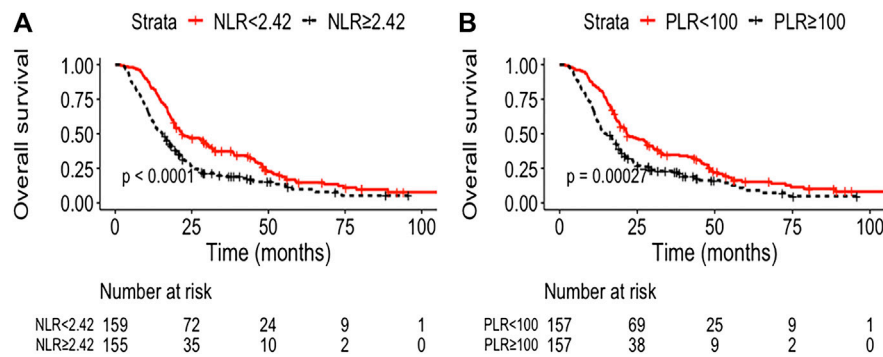 A
Strata NLR<2.42 NLR≥2.42
Overall survival
1.00
0.75
0.50
0.25
0.00
p < 0.0001
0 25 50 75 100
Time (months)
Number at risk
NLR<2.42 159 72 24 9 1
NLR≥2.42 155 35 10 2 0
B
Strata PLR<100 PLR≥100
Overall survival
1.00
0.75
0.50
0.25
0.00
p = 0.00027
0 25 50 75 100
Time (months)
Number at risk
PLR<100 157 69 25 9 1
PLR≥100 157 38 9 2 0